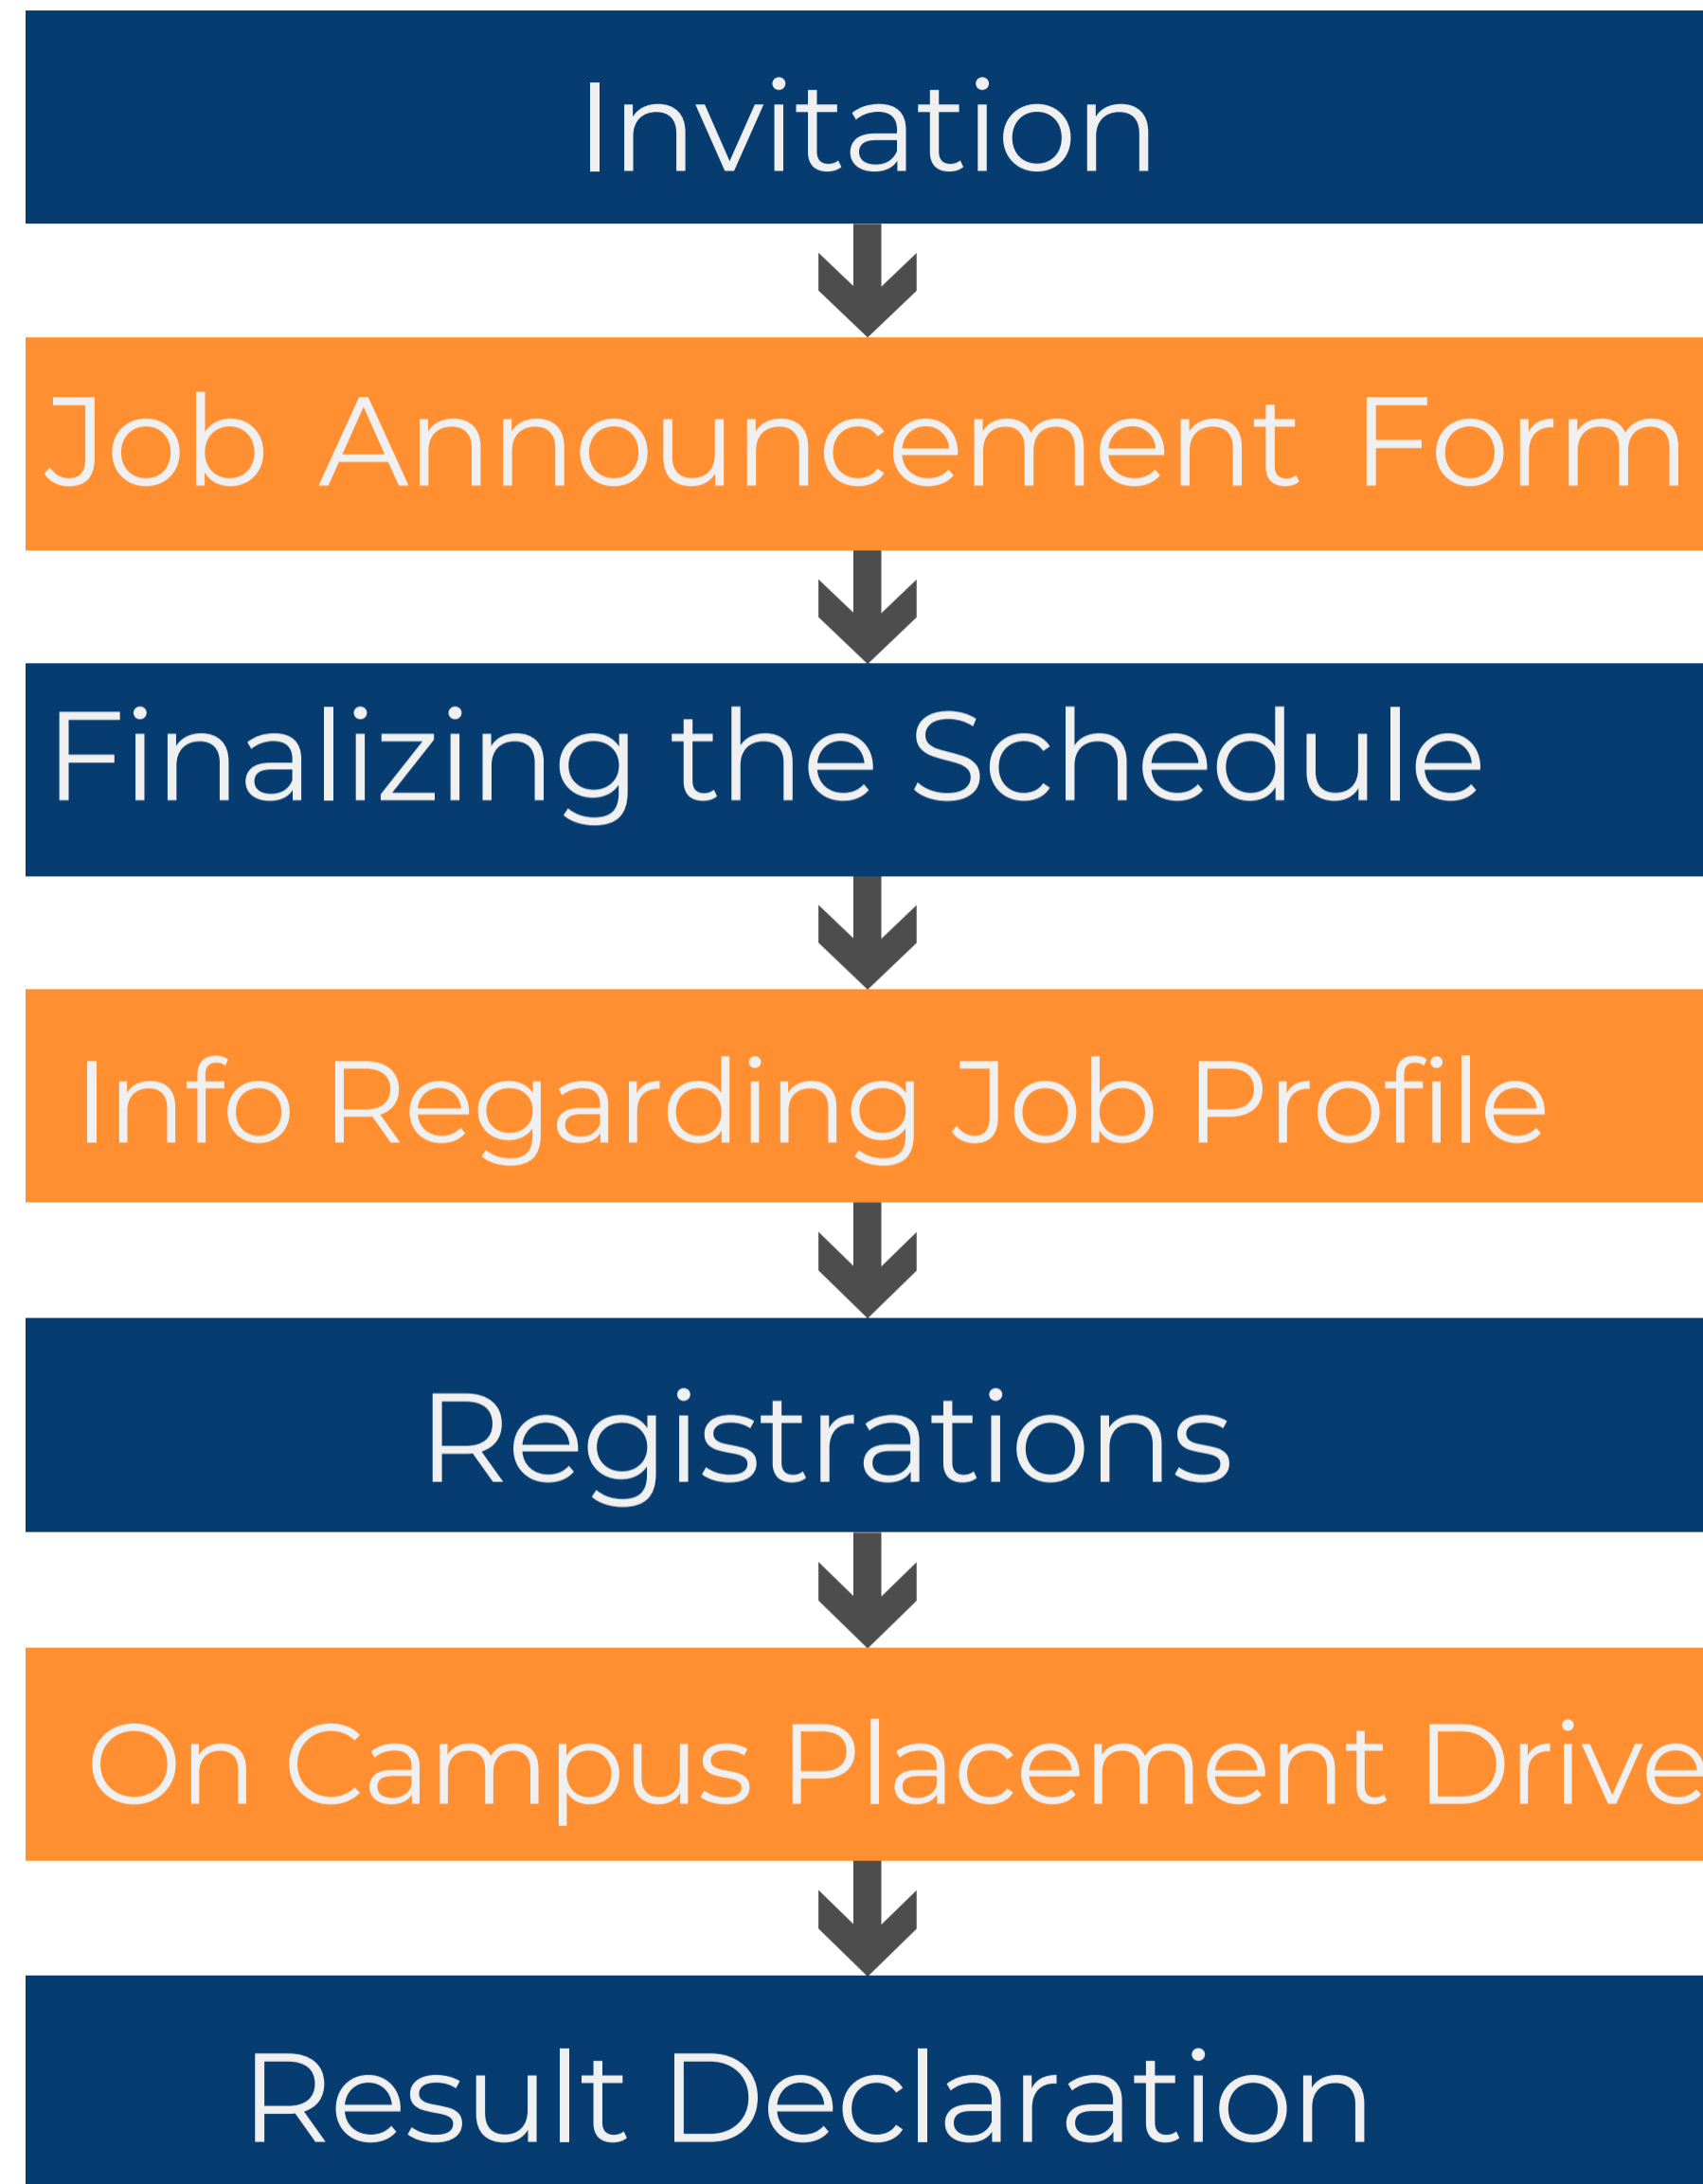 Invitation
Job Announcement Form
Finalizing the Schedule
Info Regarding Job Profile
Registrations
On Campus Placement Drive
Result Declaration